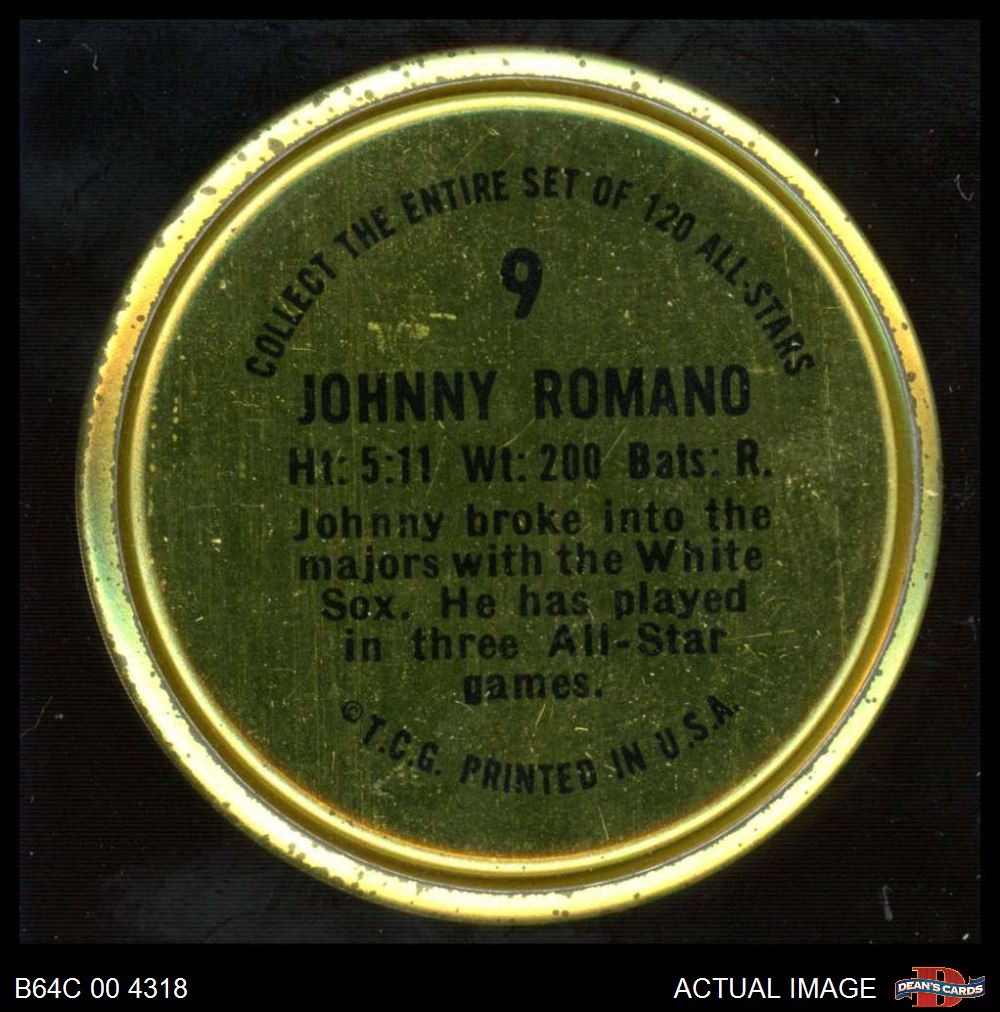 COLLECT THE ENTIRE SET OF 120 ALL-STARS
9
JOHNNY ROMANO
Ht: 5:11 Wt: 200 Bats: R.
Johnny broke into the
majors with the White
Sox. He has played
in three All-Star
games.
© T.C.G. PRINTED IN U.S.A.
B64C 00 4318
ACTUAL IMAGE
D
DEAN'S CARDS